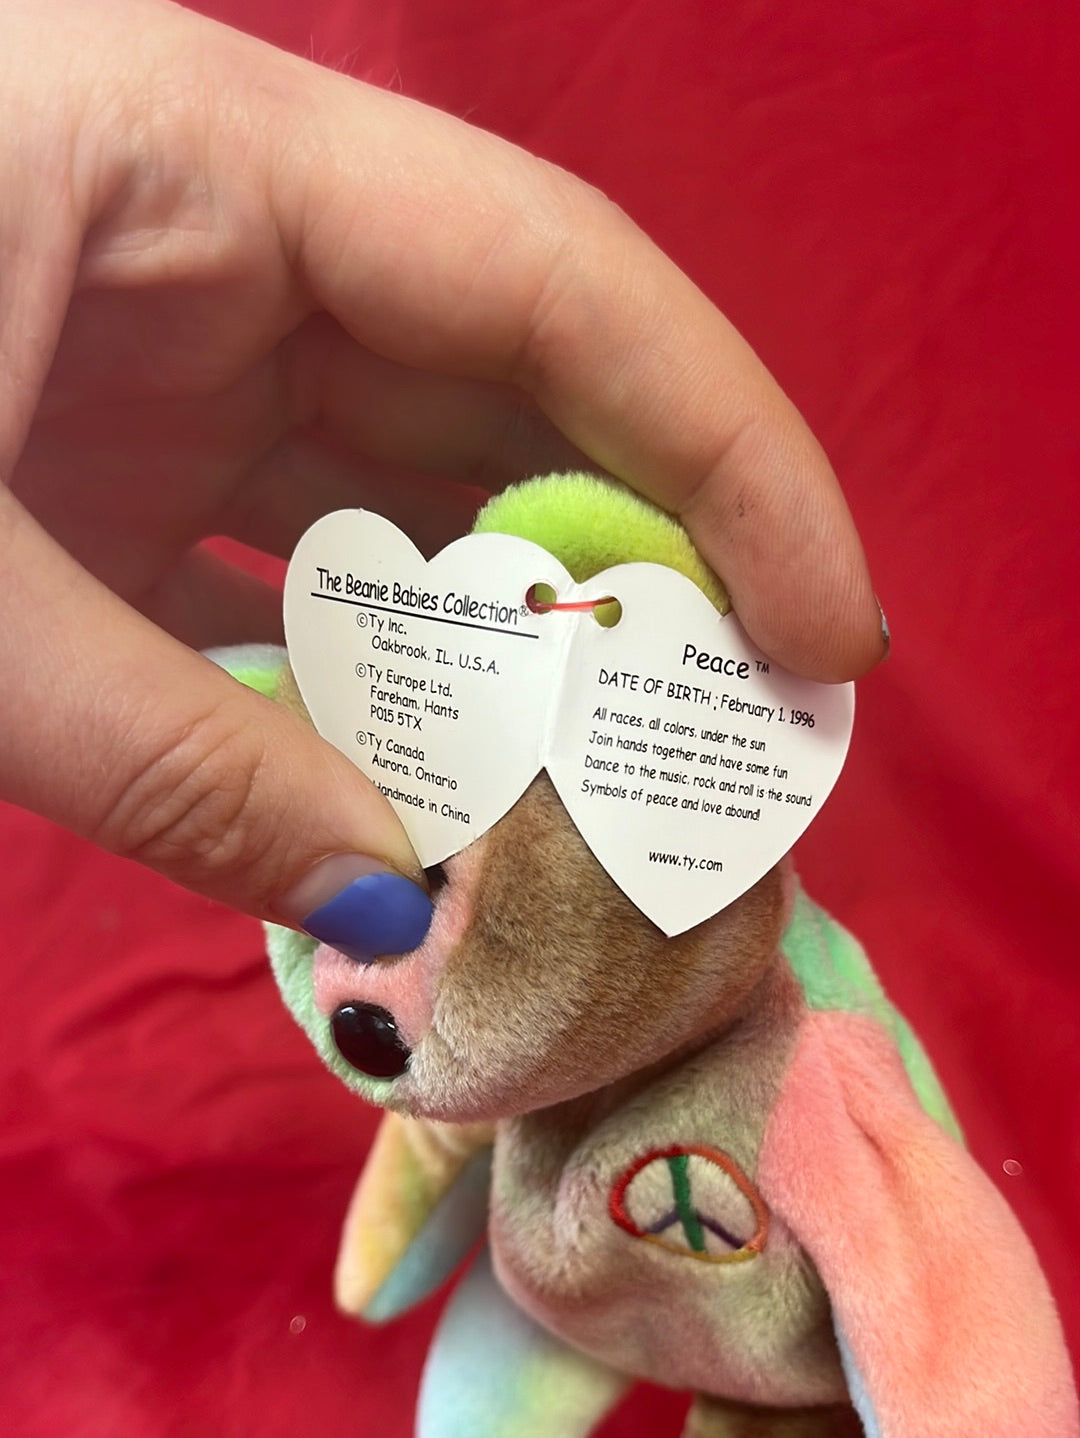 The Beanie Babies Collection®
©Ty Inc.
Oakbrook, IL. U.S.A.
©Ty Europe Ltd.
Fareham, Hants
PO15 5TX
©Ty Canada
Aurora, Ontario
Handmade in China
Peace™
DATE OF BIRTH ; February 1, 1996
All races, all colors, under the sun
Join hands together and have some fun
Dance to the music, rock and roll is the sound
Symbols of peace and love abound!
www.ty.com